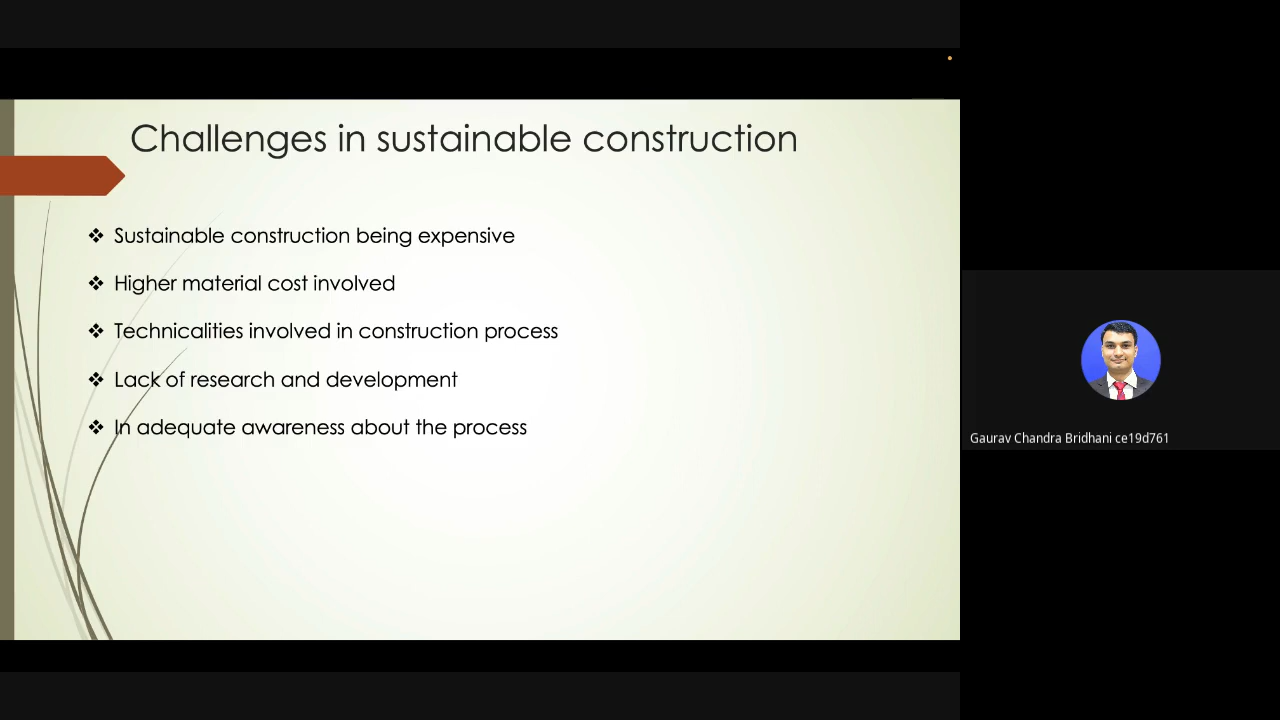 Challenges in sustainable construction
❖ Sustainable construction being expensive
❖ Higher material cost involved
❖ Technicalities involved in construction process
❖ Lack of research and development
❖ In adequate awareness about the process
Gaurav Chandra Bridhani ce19d761